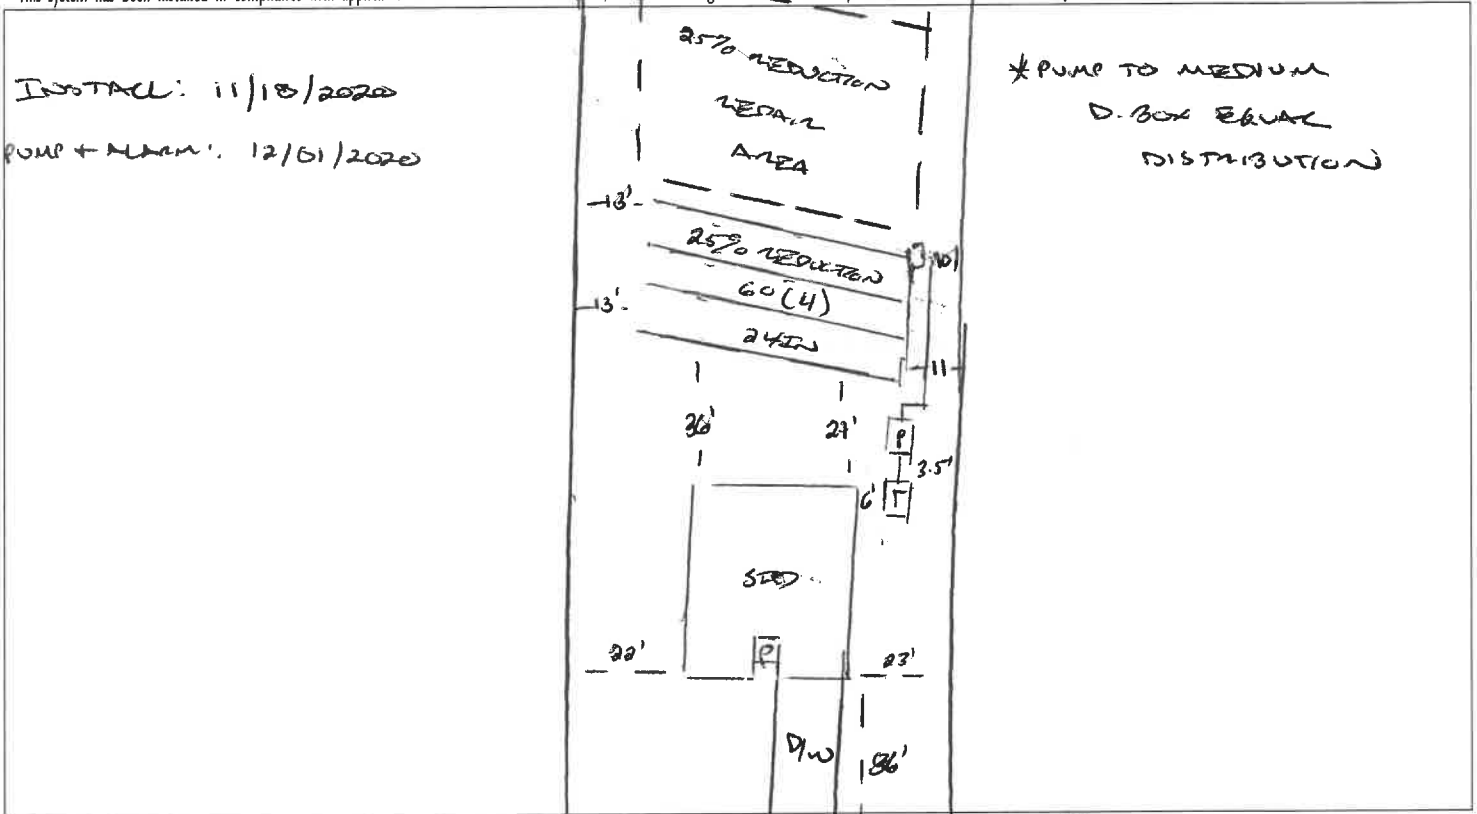 INSTALL: 11/18/2020
PUMP + ALARM: 12/01/2020
25% REDUCTION
REPAIR
AREA
* PUMP TO MEDIUM
D-BOX EQUAL
DISTRIBUTION
13'
25% REDUCTION
10'
60 (4)
13'
24IN
11
36'
27'
P
3.5'
6'
T
22'
P
23'
D/W
86'